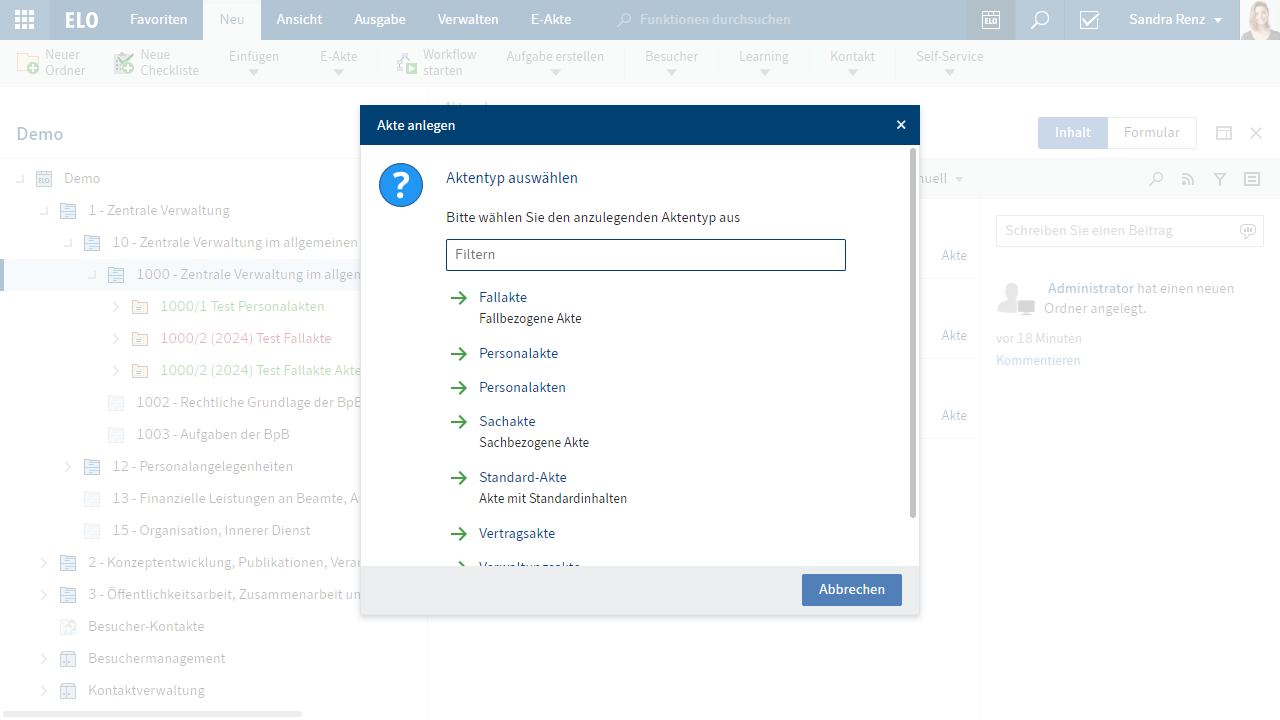 ELO Favoriten Neu Ansicht Ausgabe Verwalten E-Akte Funktionen durchsuchen ELO Sandra Renz
Neuer Ordner
Neue Checkliste
Einfügen
E-Akte
Workflow starten
Aufgabe erstellen
Besucher
Learning
Kontakt
Self-Service
Demo
Inhalt Formular
Demo
1 - Zentrale Verwaltung
10 - Zentrale Verwaltung im allgemeinen
1000 - Zentrale Verwaltung im
1000/1 Test Personalakten
1000/2 (2024) Test Fallakte
1000/2 (2024) Test Fallakte Akte
1002 - Rechtliche Grundlage der BpB
1003 - Aufgaben der BpB
12 - Personalangelegenheiten
13 - Finanzielle Leistungen an Beamte,
15 - Organisation, Innerer Dienst
2 - Konzeptentwicklung, Publikationen,
3 - Öffentlichkeitsarbeit, Zusammenarbeit
Besucher-Kontakte
Besuchermanagement
Kontaktverwaltung
Akte anlegen
Aktentyp auswählen
Bitte wählen Sie den anzulegenden Aktentyp aus
Filtern
Fallakte
Fallbezogene Akte
Personalakte
Personalakten
Sachakte
Sachbezogene Akte
Standard-Akte
Akte mit Standardinhalten
Vertragsakte
Abbrechen
Akte
Akte
Akte
Schreiben Sie einen Beitrag
Administrator hat einen neuen
Ordner angelegt.
vor 18 Minuten
Kommentieren